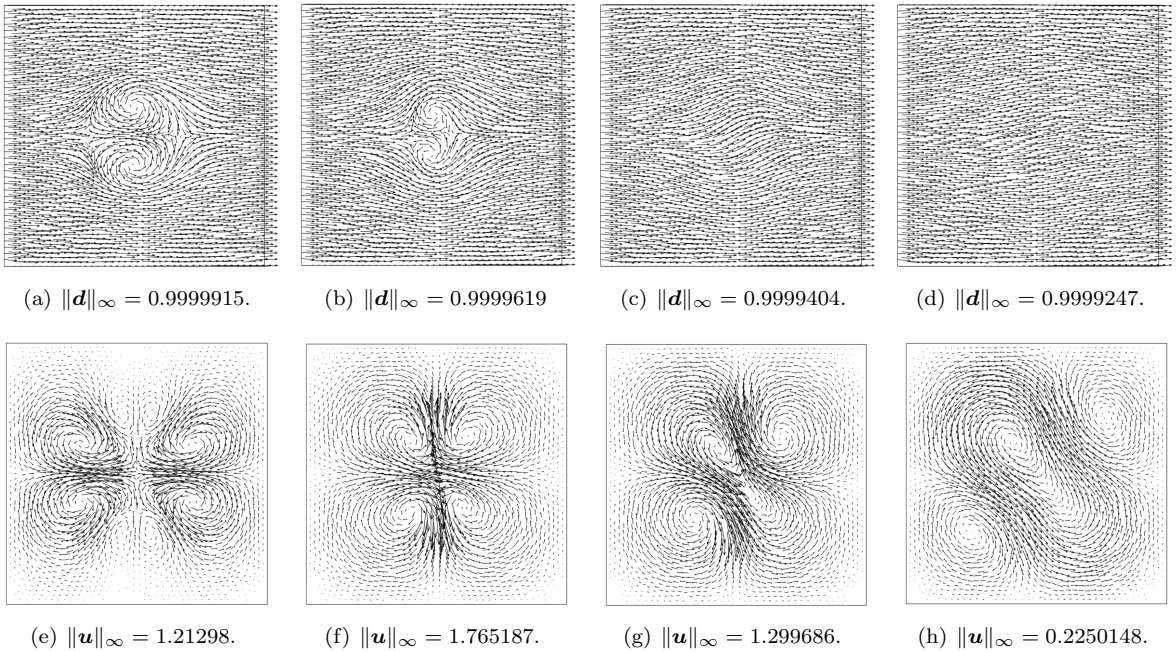 (a) ‖d‖∞ = 0.9999915.
(b) ‖d‖∞ = 0.9999619
(c) ‖d‖∞ = 0.9999404.
(d) ‖d‖∞ = 0.9999247.
(e) ‖u‖∞ = 1.21298.
(f) ‖u‖∞ = 1.765187.
(g) ‖u‖∞ = 1.299686.
(h) ‖u‖∞ = 0.2250148.